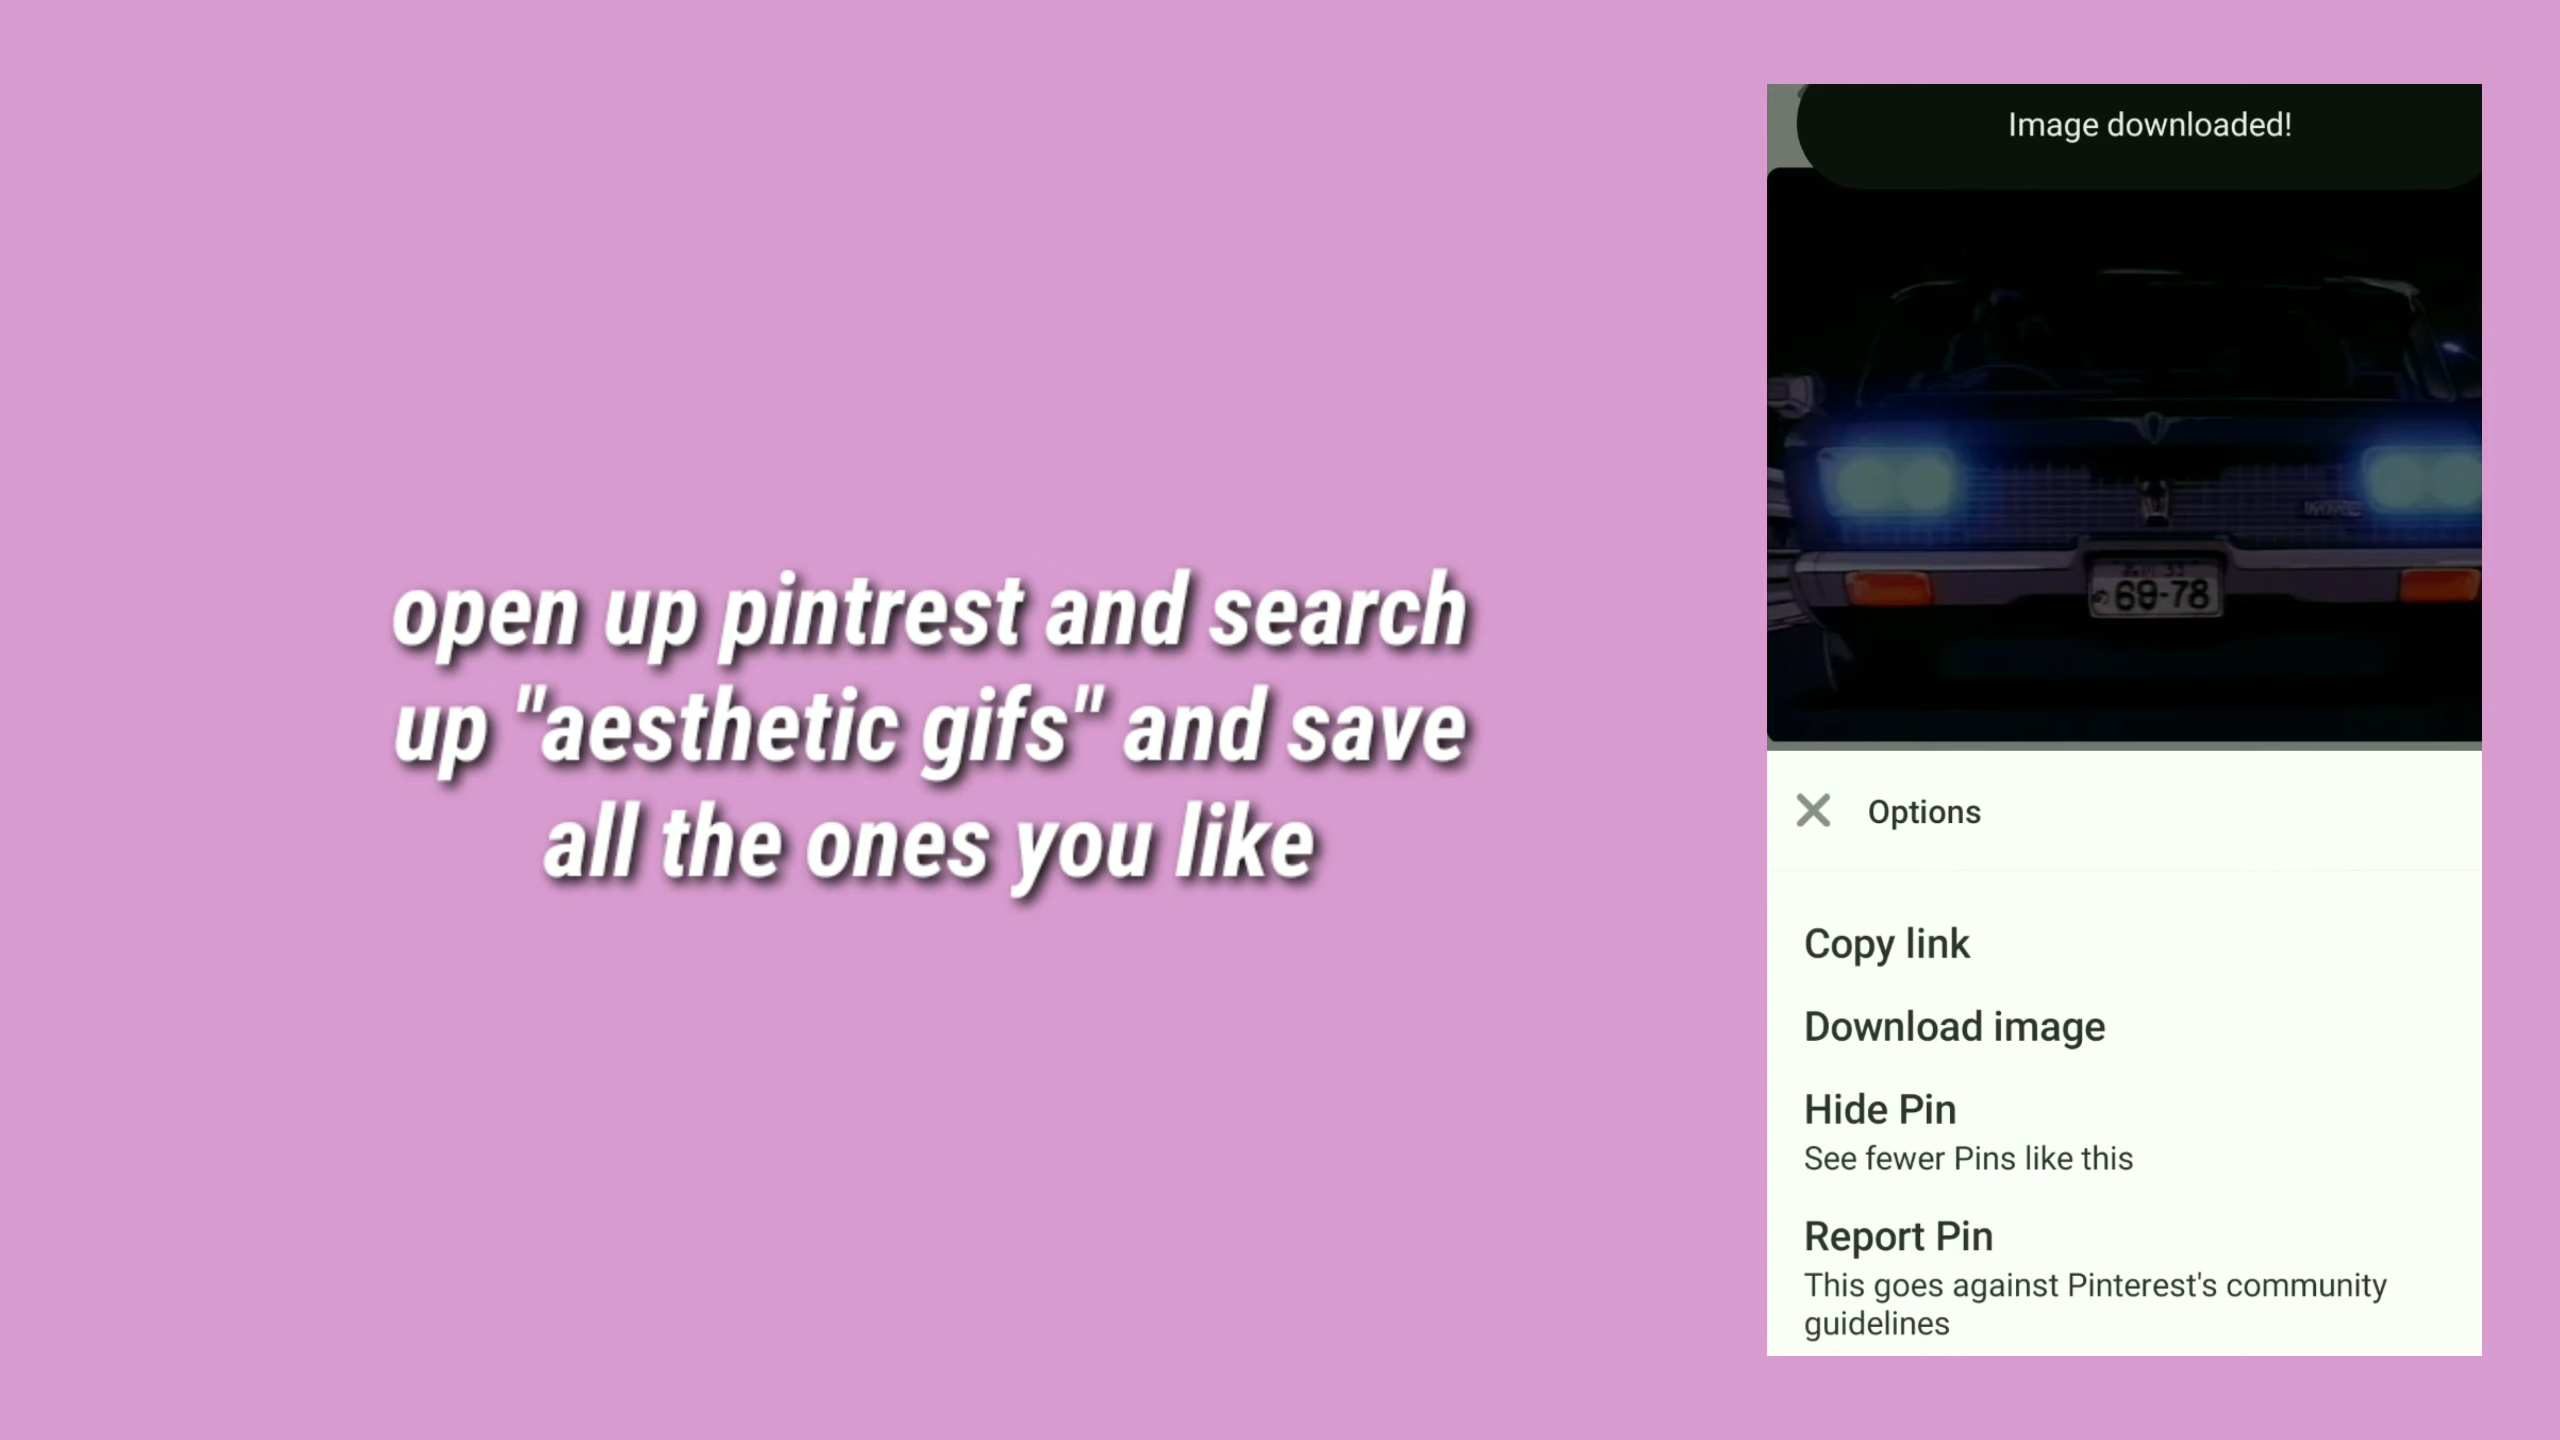 open up pintrest and search
up "aesthetic gifs" and save
all the ones you like
Image downloaded!
69-78
Options
Copy link
Download image
Hide Pin
See fewer Pins like this
Report Pin
This goes against Pinterest's community
guidelines